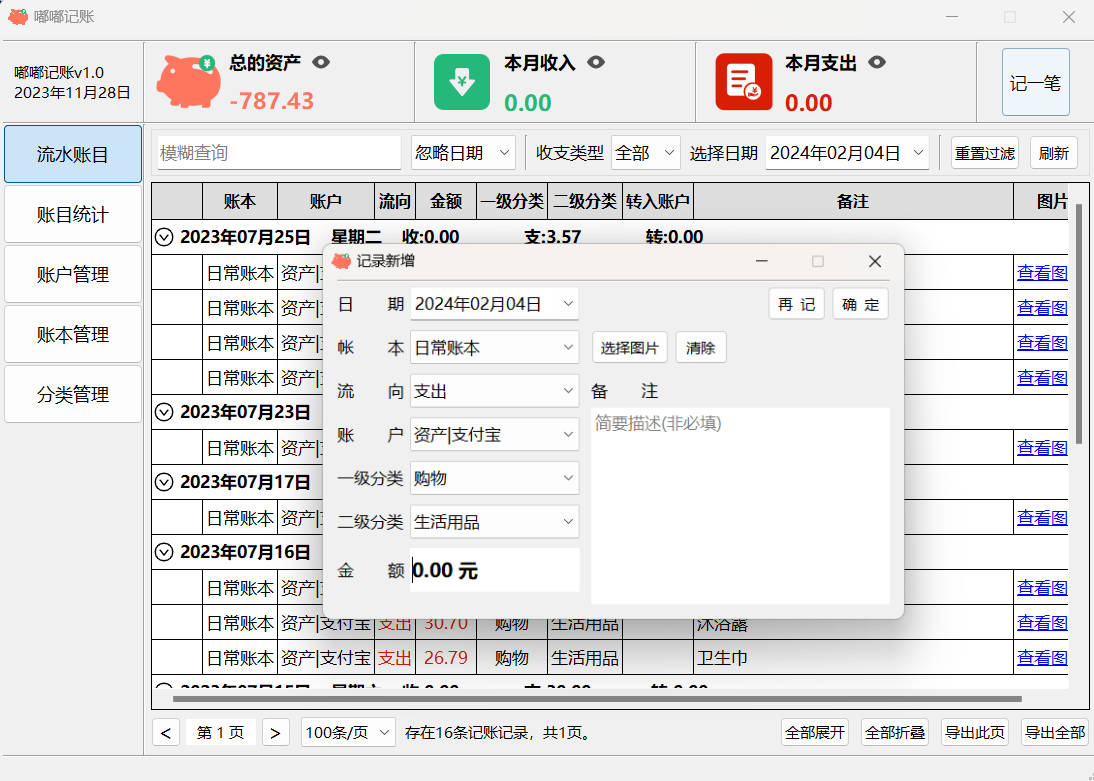 嘟嘟记账
嘟嘟记账v1.0
2023年11月28日
总的资产
-787.43
本月收入
0.00
本月支出
0.00
记一笔
流水账目
账目统计
账户管理
账本管理
分类管理
模糊查询 忽略日期 收支类型 全部 选择日期 2024年02月04日 重置过滤 刷新
账本 账户 流向 金额 一级分类 二级分类 转入账户 备注 图片
2023年07月25日 星期二 收:0.00 支:3.57 转:0.00
日常账本 资产| 查看图
日常账本 资产| 查看图
日常账本 资产| 查看图
日常账本 资产| 查看图
2023年07月23日
日常账本 资产| 查看图
2023年07月17日
日常账本 资产| 查看图
2023年07月16日
日常账本 资产| 查看图
日常账本 资产|支付宝 支出 30.70 购物 生活用品 沐浴露 查看图
日常账本 资产|支付宝 支出 26.79 购物 生活用品 卫生巾 查看图
记录新增
日 期 2024年02月04日 再 记 确 定
帐 本 日常账本 选择图片 清除
流 向 支出 备 注
账 户 资产|支付宝 简要描述(非必填)
一级分类 购物
二级分类 生活用品
金 额 0.00 元
< 第 1 页 > 100条/页 存在16条记账记录，共1页。 全部展开 全部折叠 导出此页 导出全部